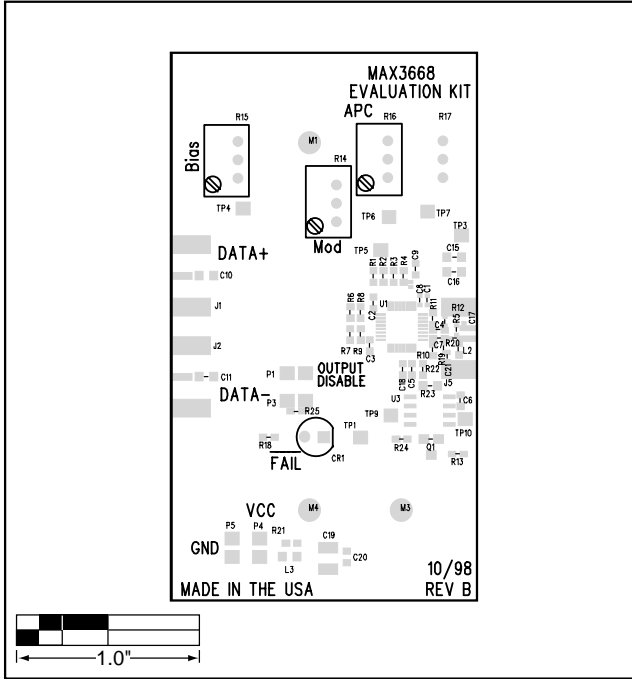 MAX3668
EVALUATION KIT
APC
R15
R16
R17
Bias
M1
R14
TP4
TP6
TP7
Mod
TP3
TP5
DATA+
C15
C10
R1
R2
R3
R4
C9
C16
J1
R6
R8
C2
U1
C8
C1
R11
R12
C4
R5
C17
J2
R7
R9
C3
C7
R20
L2
R10
R19
C21
C11
P1
OUTPUT
DISABLE
C18
C5
R22
J5
R23
DATA-
P3
R25
TP9
U3
C6
TP10
R18
TP1
R24
Q1
R13
FAIL
CR1
VCC
M4
M3
P5
P4
R21
C19
GND
C20
L3
10/98
MADE IN THE USA
REV B
1.0"